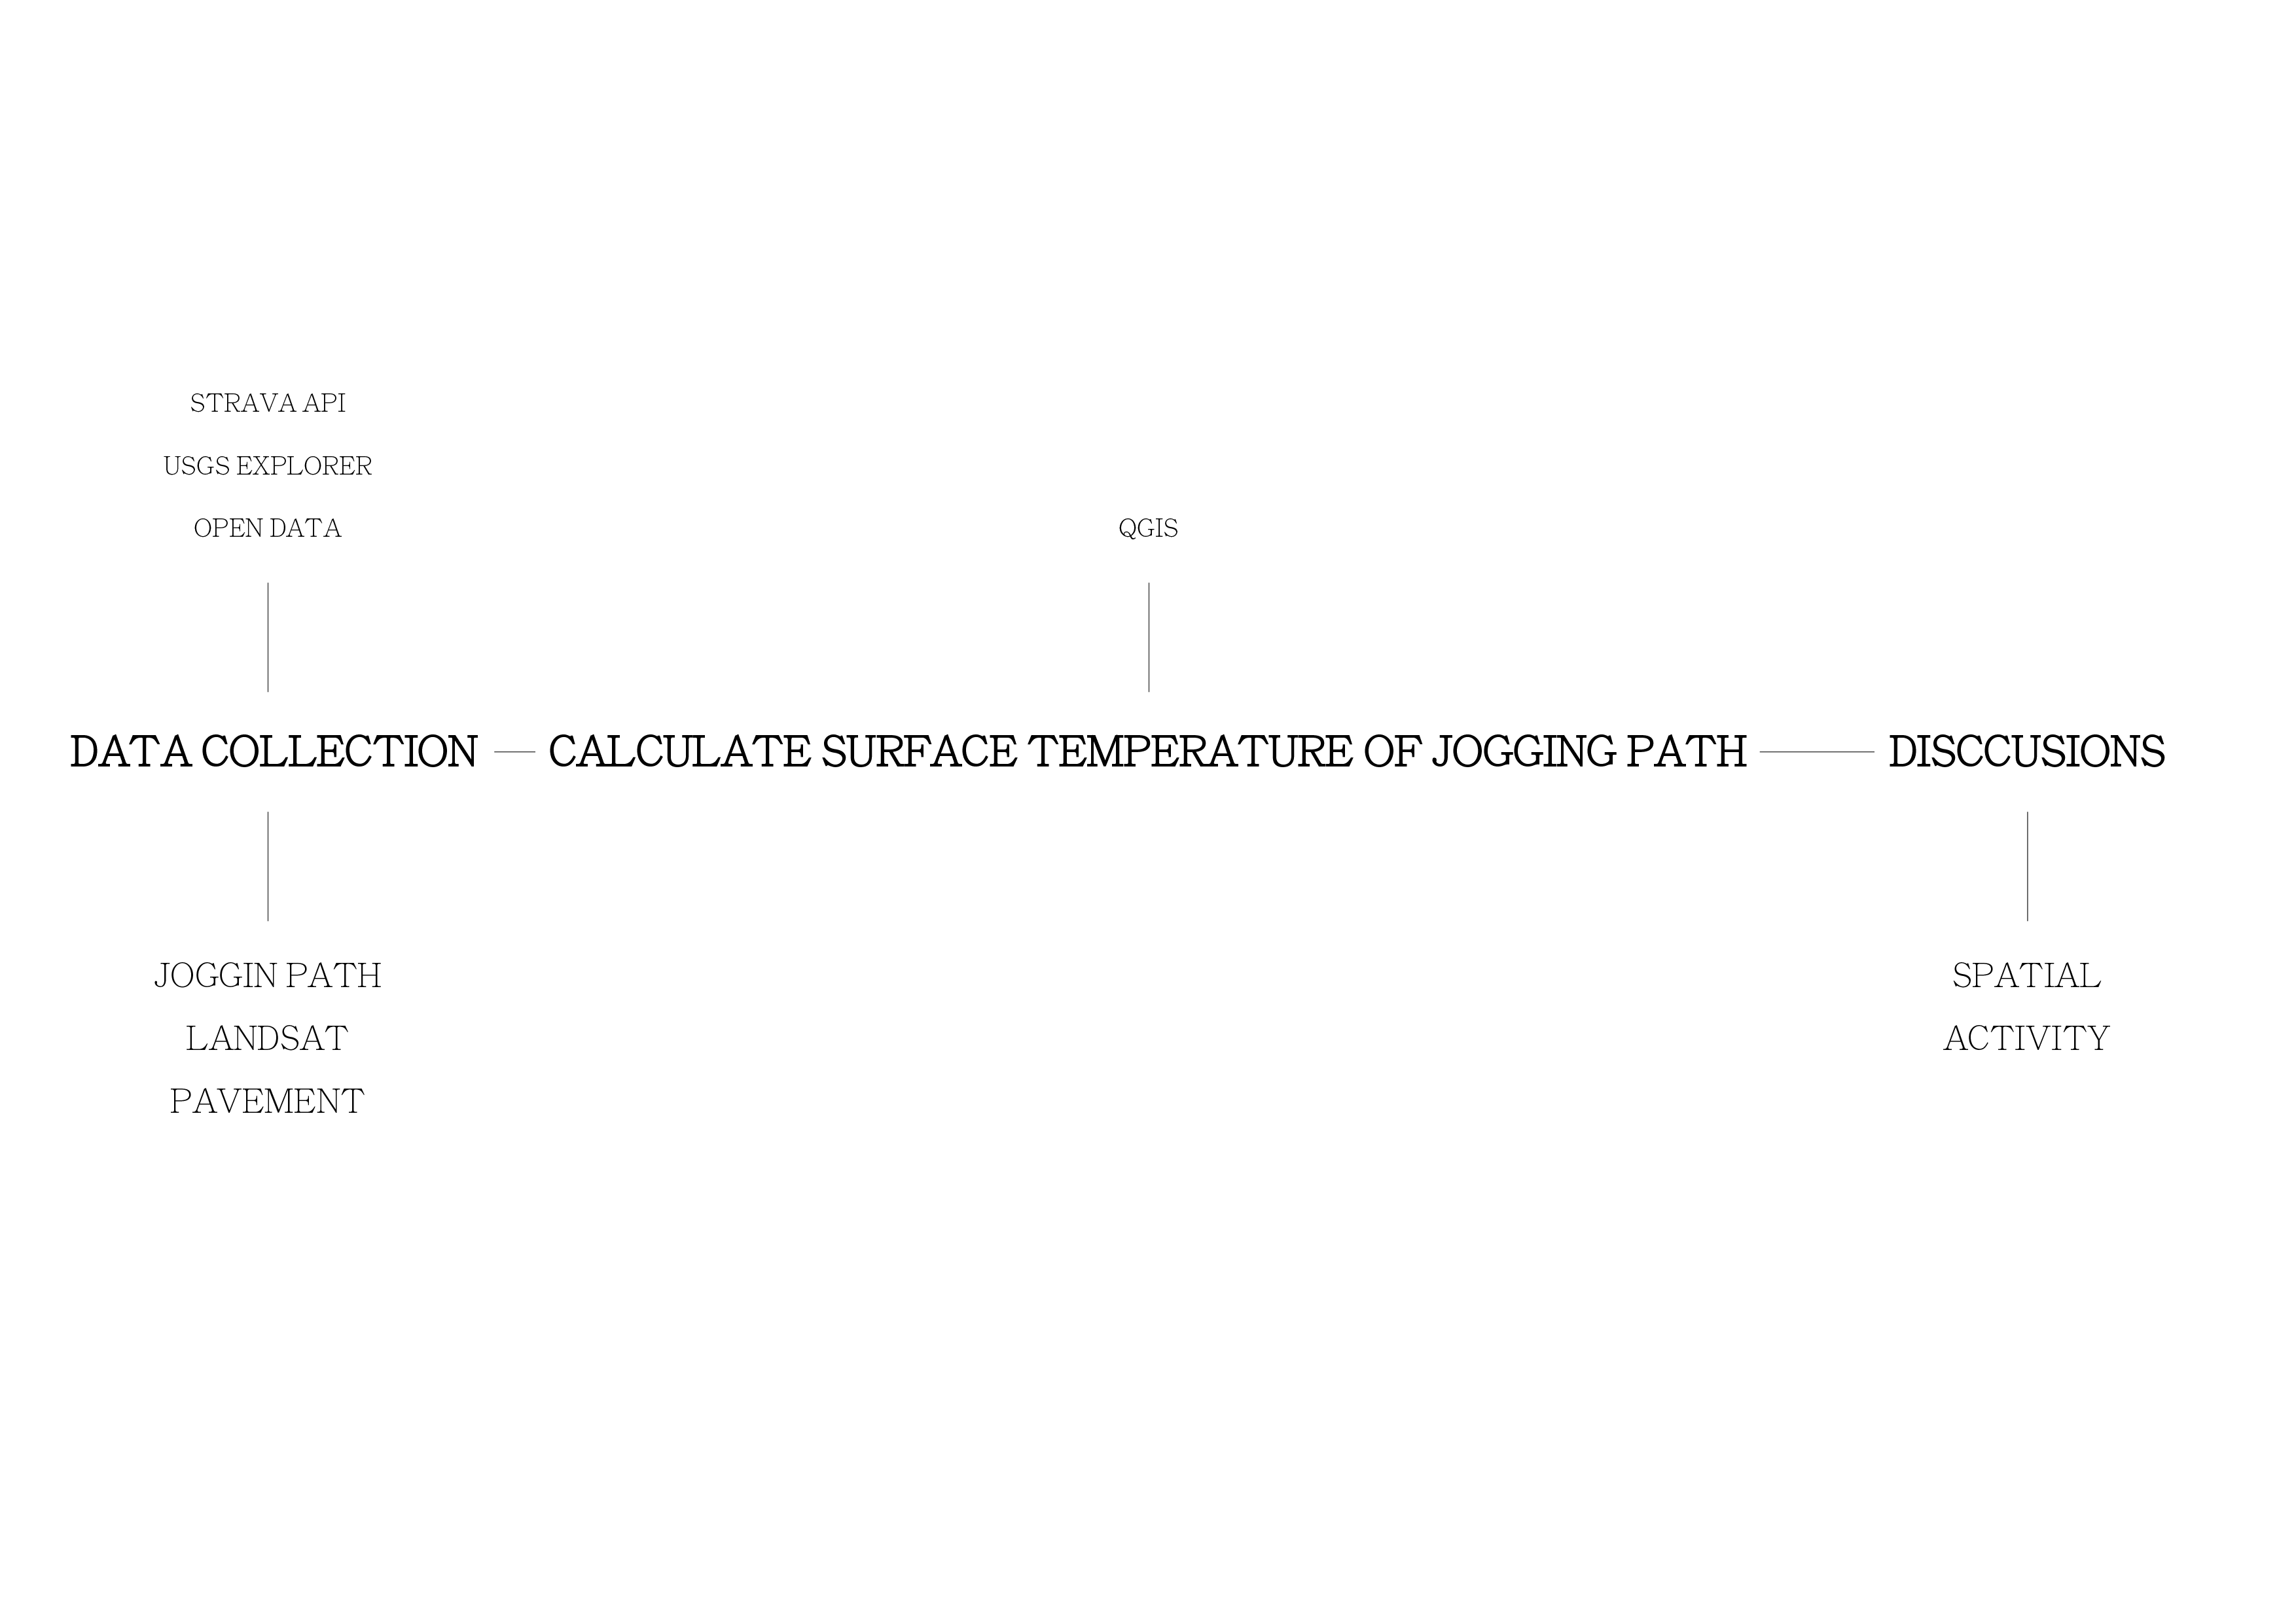 STRAVA API
USGS EXPLORER
OPEN DATA
QGIS
DATA COLLECTION
CALCULATE SURFACE TEMPERATURE OF JOGGING PATH
DISCCUSIONS
JOGGIN PATH
LANDSAT
PAVEMENT
SPATIAL
ACTIVITY